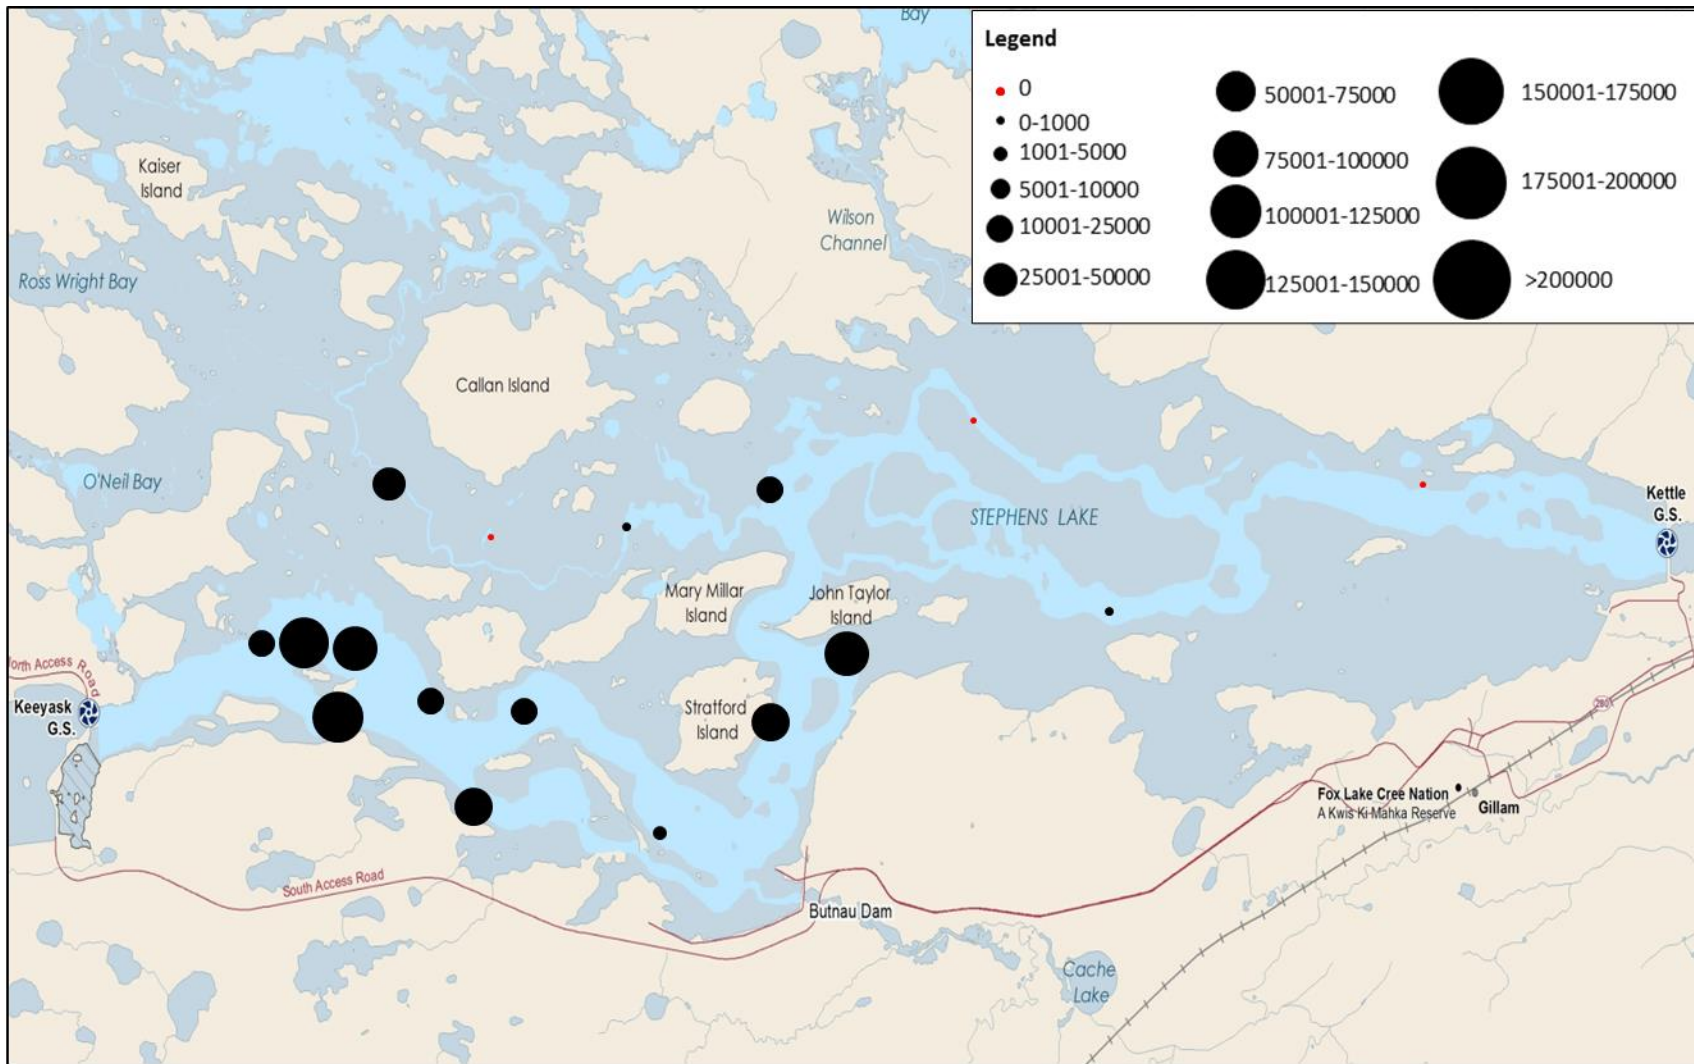 Bay
Legend
0
0-1000
1001-5000
5001-10000
10001-25000
25001-50000
50001-75000
75001-100000
100001-125000
125001-150000
150001-175000
175001-200000
>200000
Kaiser
Island
Wilson
Channel
Ross Wright Bay
Callan Island
O'Neil Bay
STEPHENS LAKE
Kettle
G.S.
Mary Millar
Island
John Taylor
Island
North Access Road
Keeyask
G.S.
Stratford
Island
280
Fox Lake Cree Nation
A Kwis Ki Mahka Reserve
Gillam
South Access Road
Butnau Dam
Cache
Lake